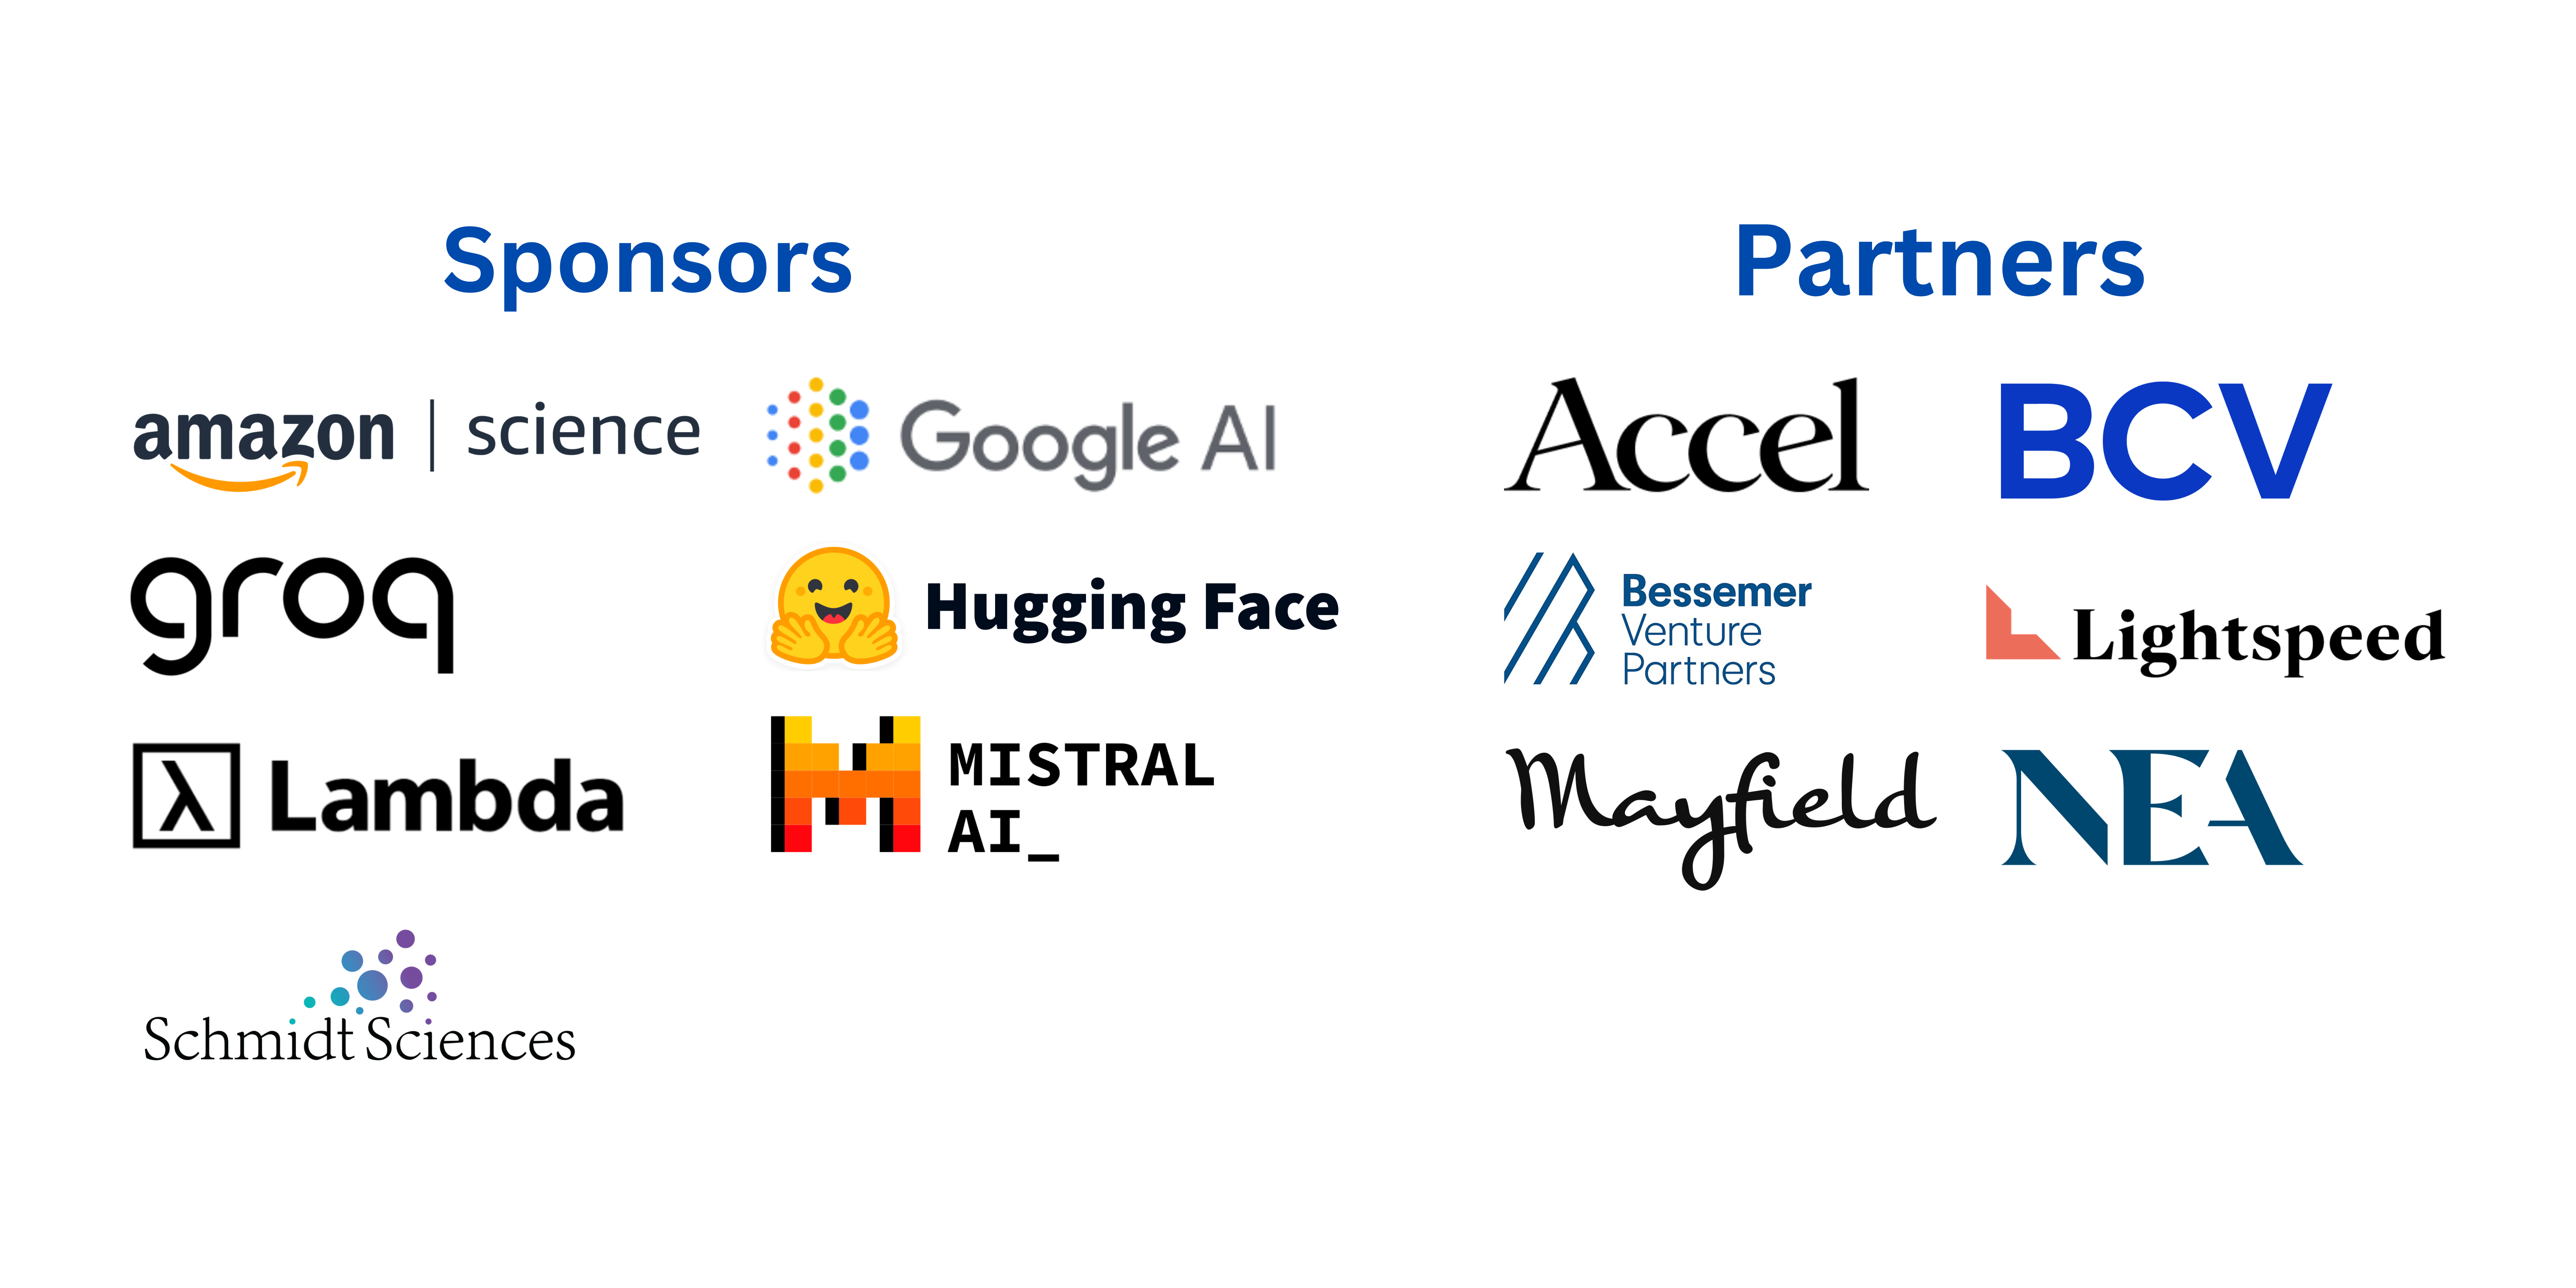 Sponsors
amazon | science
Google AI
groq
Hugging Face
λ Lambda
MISTRAL
AI_
Schmidt Sciences
Partners
Accel
BCV
Bessemer
Venture
Partners
Lightspeed
Mayfield
NEA